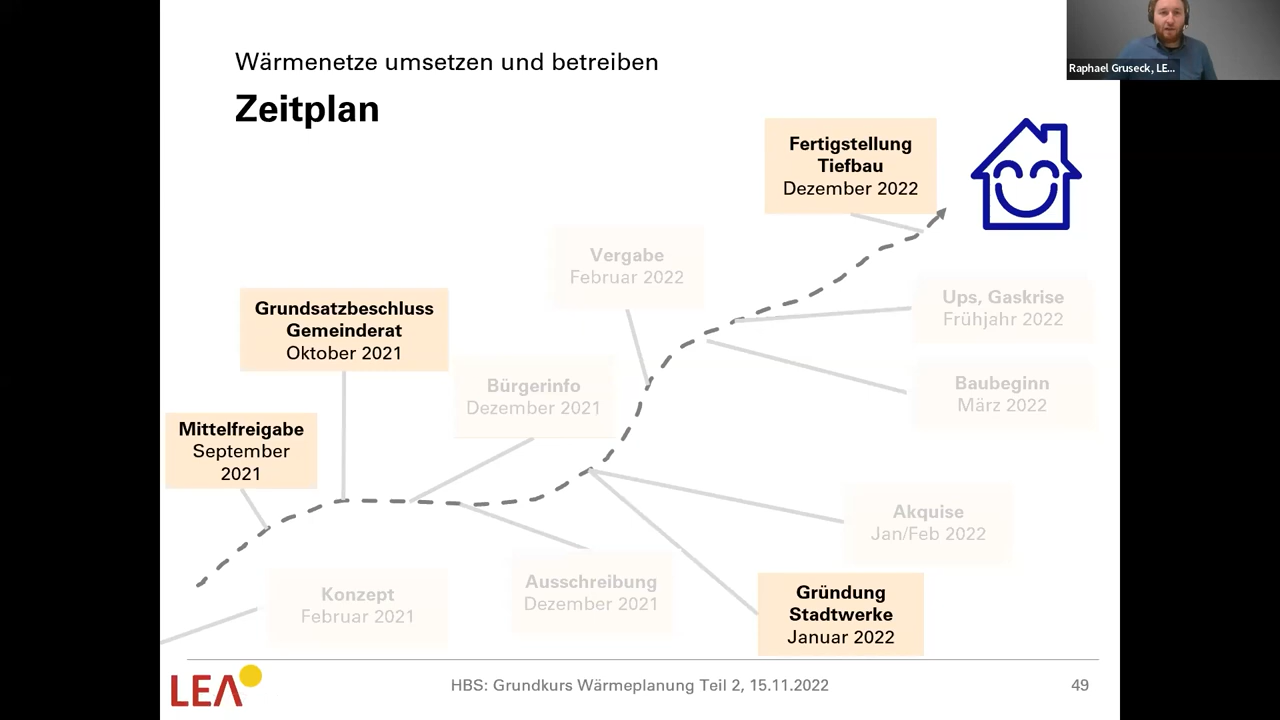 Wärmenetze umsetzen und betreiben
Zeitplan
Raphael Gruseck, LE...
Fertigstellung
Tiefbau
Dezember 2022
Vergabe
Februar 2022
Ups, Gaskrise
Frühjahr 2022
Grundsatzbeschluss
Gemeinderat
Oktober 2021
Bürgerinfo
Dezember 2021
Baubeginn
März 2022
Mittelfreigabe
September
2021
Akquise
Jan/Feb 2022
Konzept
Februar 2021
Ausschreibung
Dezember 2021
Gründung
Stadtwerke
Januar 2022
LEA
HBS: Grundkurs Wärmeplanung Teil 2, 15.11.2022
49